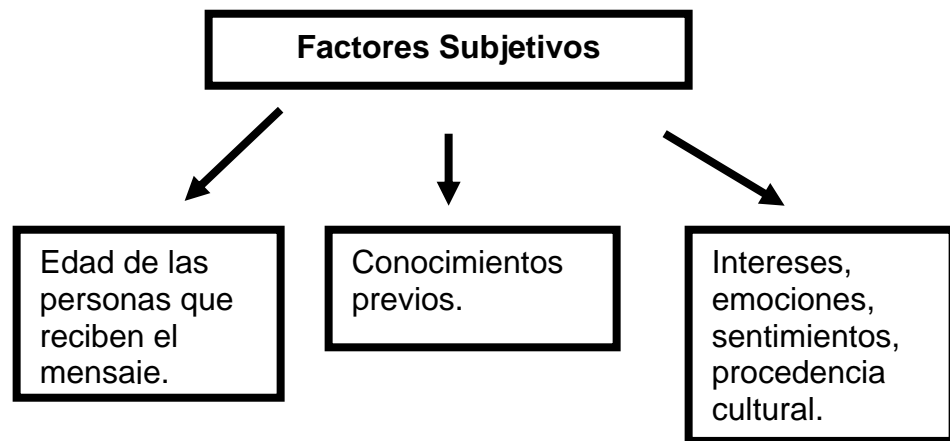 Factores Subjetivos
Edad de las
personas que
reciben el
mensaje.
Conocimientos
previos.
Intereses,
emociones,
sentimientos,
procedencia
cultural.